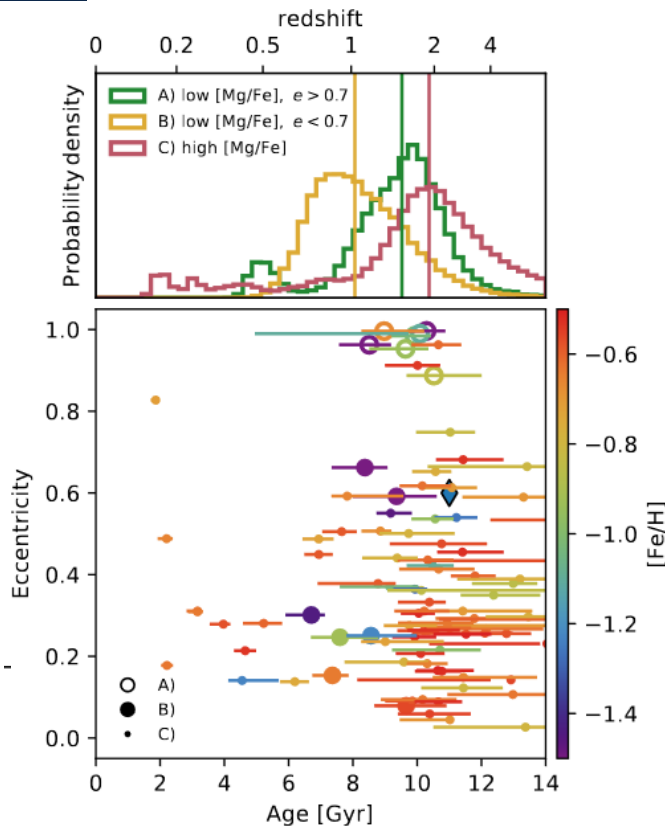 redshift
0 0.2 0.5 1 2 4
Probability density
A) low [Mg/Fe], e > 0.7
B) low [Mg/Fe], e < 0.7
C) high [Mg/Fe]
Eccentricity
1.0
0.8
0.6
0.4
0.2
0.0
A)
B)
C)
0 2 4 6 8 10 12 14
Age [Gyr]
−0.6
−0.8
−1.0
−1.2
−1.4
[Fe/H]